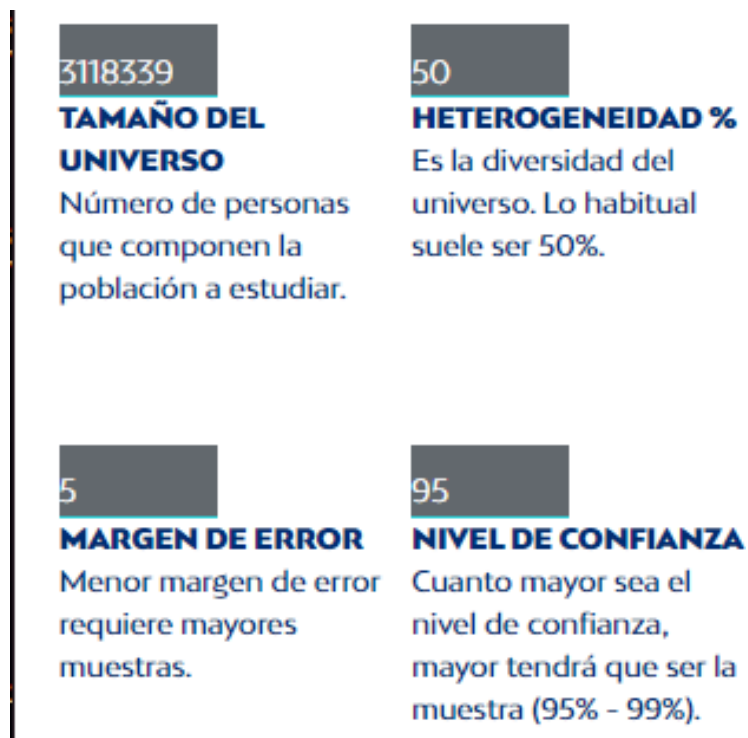 3118339
TAMAÑO DEL
UNIVERSO
Número de personas
que componen la
población a estudiar.
50
HETEROGENEIDAD %
Es la diversidad del
universo. Lo habitual
suele ser 50%.
5
MARGEN DE ERROR
Menor margen de error
requiere mayores
muestras.
95
NIVEL DE CONFIANZA
Cuanto mayor sea el
nivel de confianza,
mayor tendrá que ser la
muestra (95% - 99%).